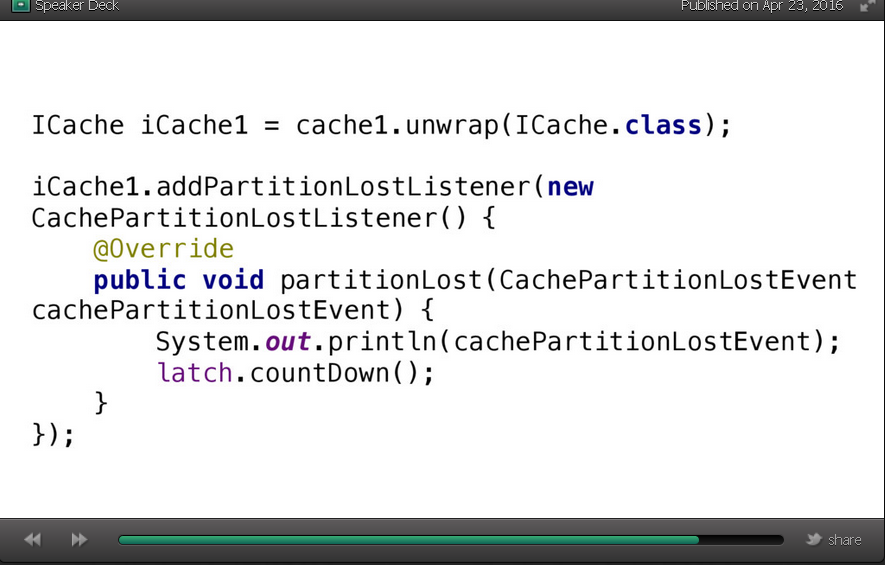 Speaker Deck
Published on Apr 23, 2016
ICache iCache1 = cache1.unwrap(ICache.class);
iCache1.addPartitionLostListener(new
CachePartitionLostListener() {
@Override
public void partitionLost(CachePartitionLostEvent
cachePartitionLostEvent) {
System.out.println(cachePartitionLostEvent);
latch.countDown();
}
});
share